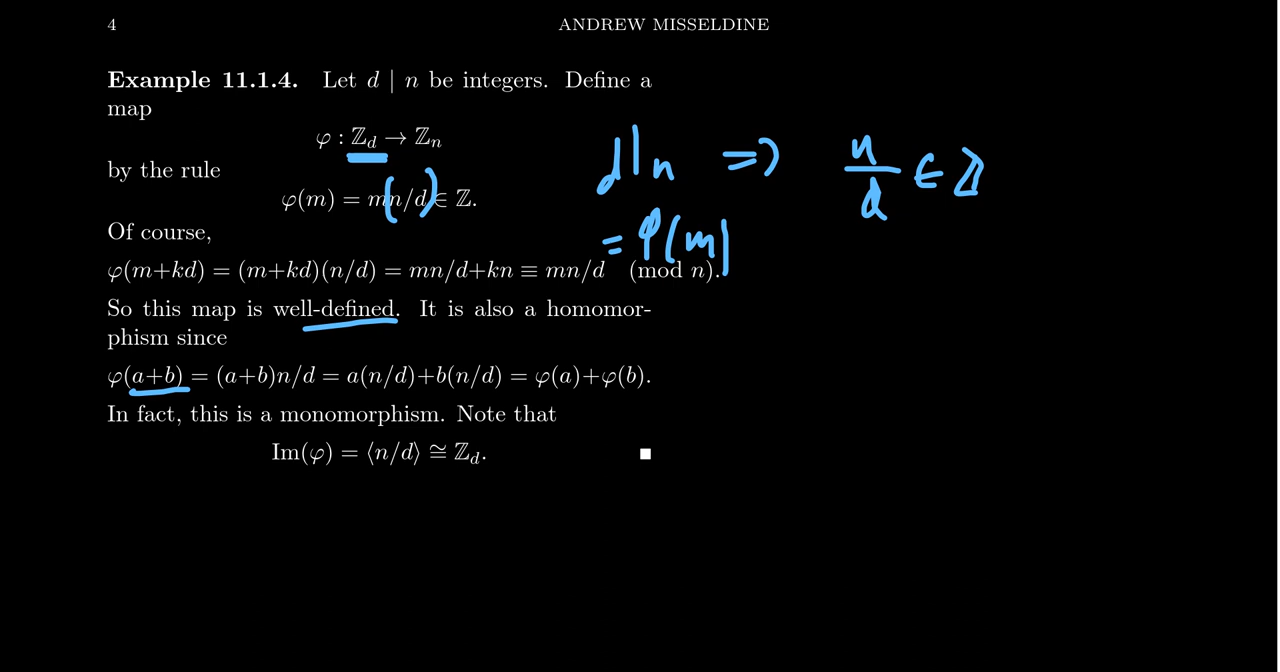 4 ANDREW MISSELDINE
Example 11.1.4. Let d | n be integers. Define a
map
φ : ℤ_d → ℤ_n
d|n ⇒ n/d ∈ ℤ
by the rule
φ(m) = m(n/d) ∈ ℤ.
Of course,
= φ(m)
φ(m+kd) = (m+kd)(n/d) = mn/d+kn ≡ mn/d (mod n).
So this map is well-defined. It is also a homomor-
phism since
φ(a+b) = (a+b)n/d = a(n/d)+b(n/d) = φ(a)+φ(b).
In fact, this is a monomorphism. Note that
Im(φ) = ⟨n/d⟩ ≅ ℤ_d. ■